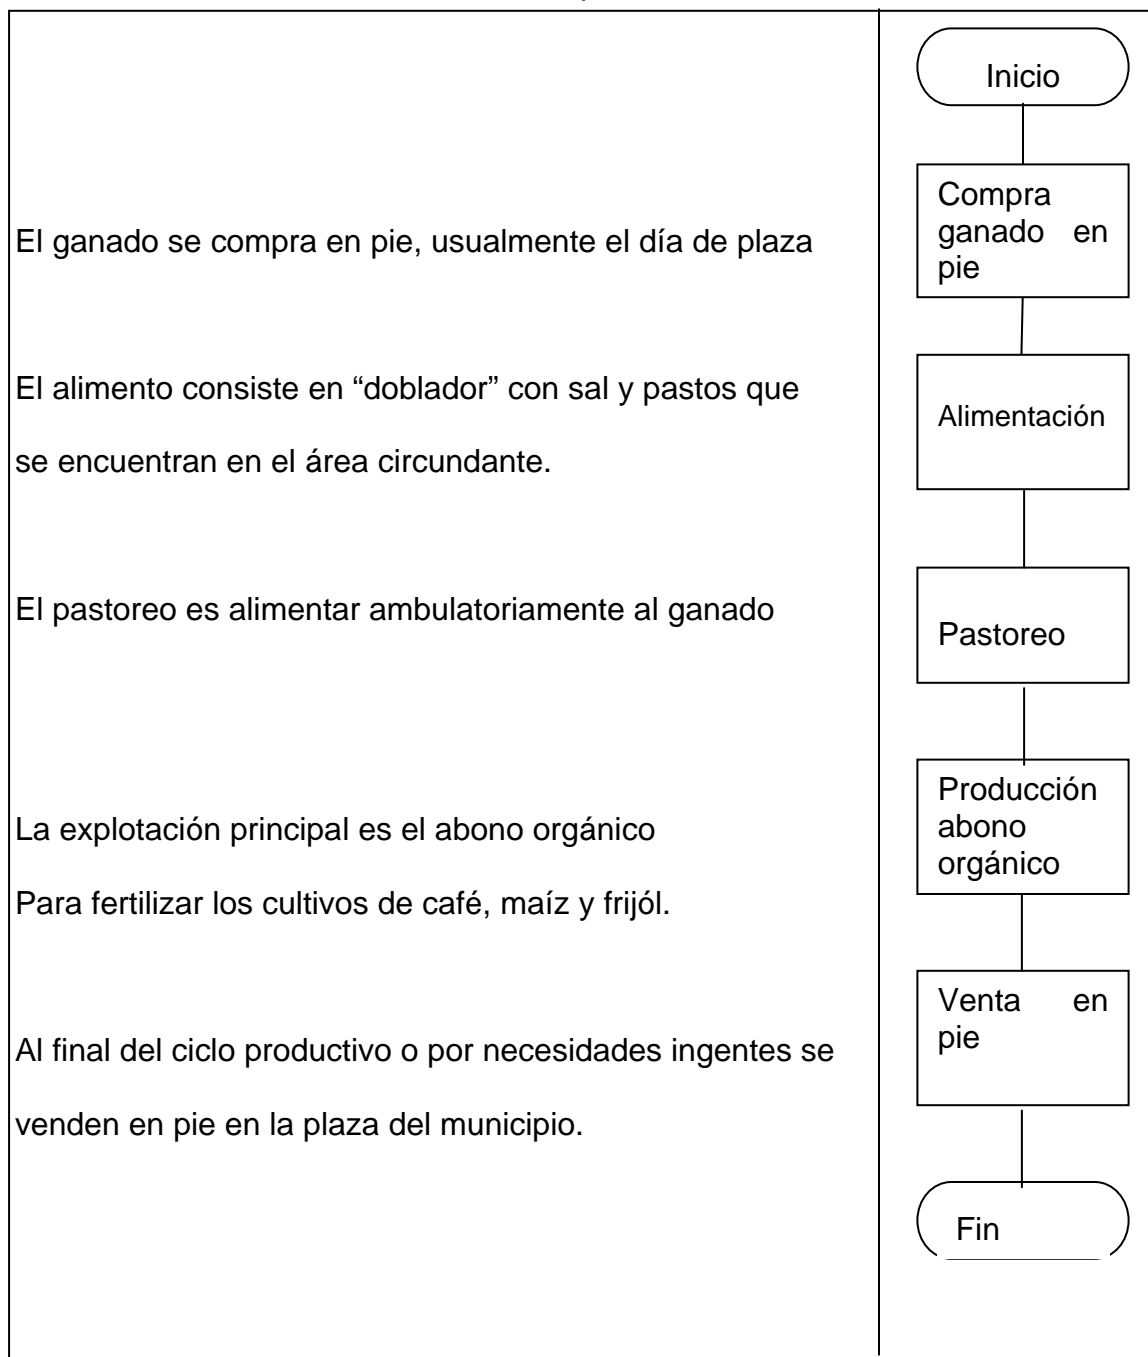 Inicio
Compra
ganado en
pie
El ganado se compra en pie, usualmente el día de plaza
El alimento consiste en “doblador” con sal y pastos que
se encuentran en el área circundante.
Alimentación
El pastoreo es alimentar ambulatoriamente al ganado
Pastoreo
La explotación principal es el abono orgánico
Para fertilizar los cultivos de café, maíz y frijól.
Producción
abono
orgánico
Al final del ciclo productivo o por necesidades ingentes se
venden en pie en la plaza del municipio.
Venta en
pie
Fin